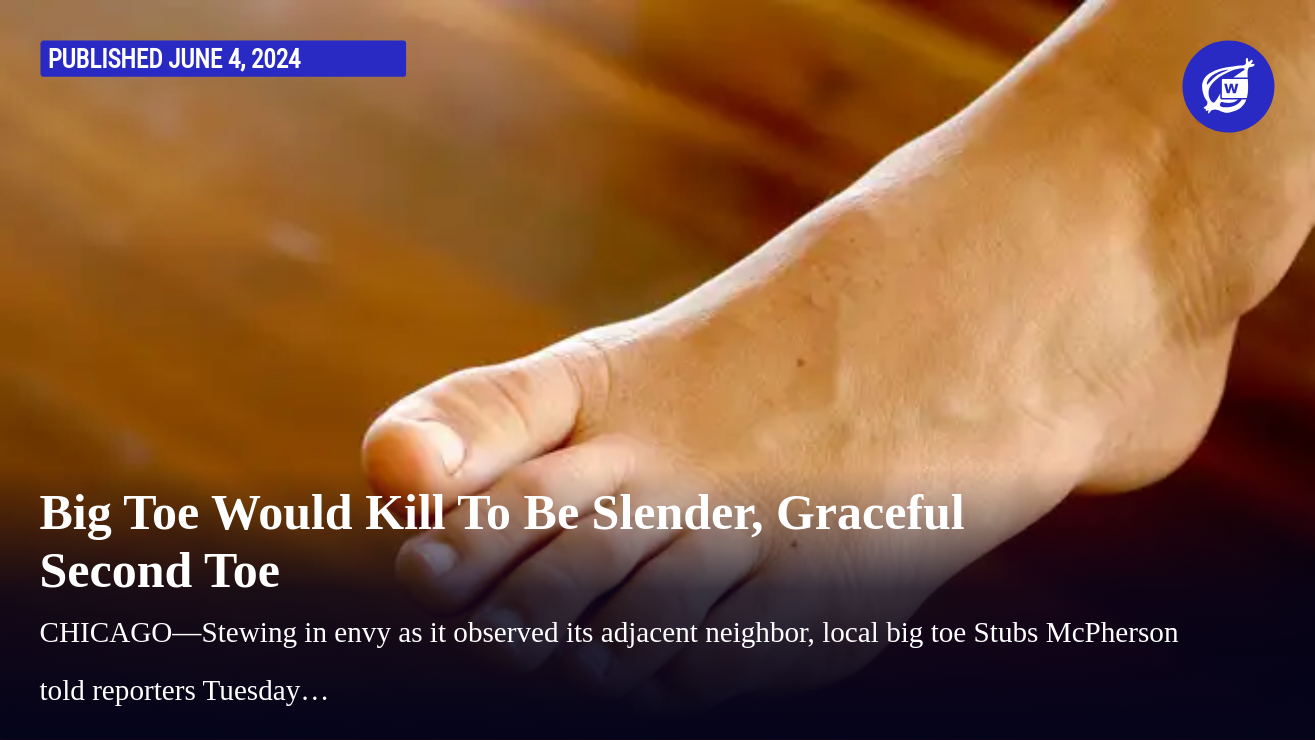 PUBLISHED JUNE 4, 2024
W
Big Toe Would Kill To Be Slender, Graceful
Second Toe
CHICAGO—Stewing in envy as it observed its adjacent neighbor, local big toe Stubs McPherson
told reporters Tuesday…